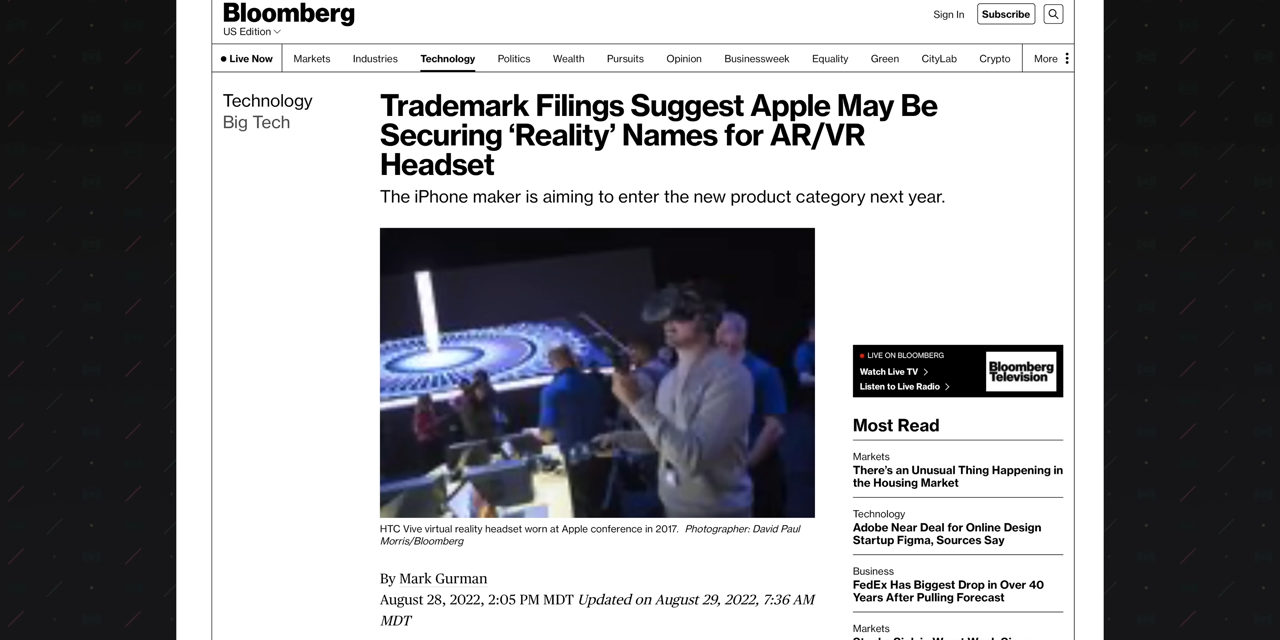 Bloomberg
US Edition
Sign In
Subscribe
Live Now
Markets
Industries
Technology
Politics
Wealth
Pursuits
Opinion
Businessweek
Equality
Green
CityLab
Crypto
More
Technology
Big Tech
Trademark Filings Suggest Apple May Be
Securing ‘Reality’ Names for AR/VR
Headset
The iPhone maker is aiming to enter the new product category next year.
HTC Vive virtual reality headset worn at Apple conference in 2017. Photographer: David Paul
Morris/Bloomberg
By Mark Gurman
August 28, 2022, 2:05 PM MDT Updated on August 29, 2022, 7:36 AM
MDT
LIVE ON BLOOMBERG
Watch Live TV
Listen to Live Radio
Bloomberg
Television
Most Read
Markets
There’s an Unusual Thing Happening in
the Housing Market
Technology
Adobe Near Deal for Online Design
Startup Figma, Sources Say
Business
FedEx Has Biggest Drop in Over 40
Years After Pulling Forecast
Markets